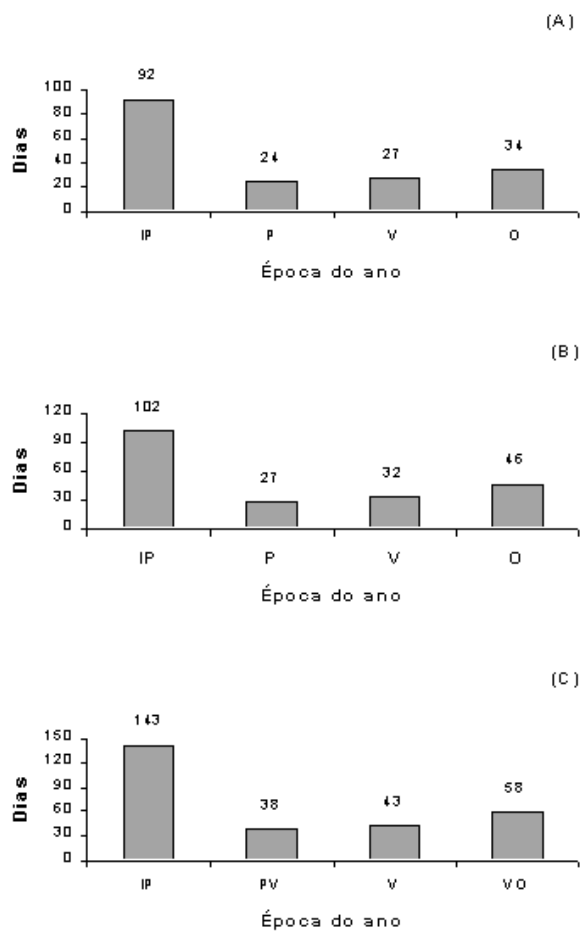 (A)
92
24
27
34
100
80
60
40
20
0
Dias
IP P V O
Época do ano
(B)
102
27
32
46
120
90
60
30
0
Dias
IP P V O
Época do ano
(C)
143
38
43
58
150
120
90
60
30
0
Dias
IP PV V VO
Época do ano